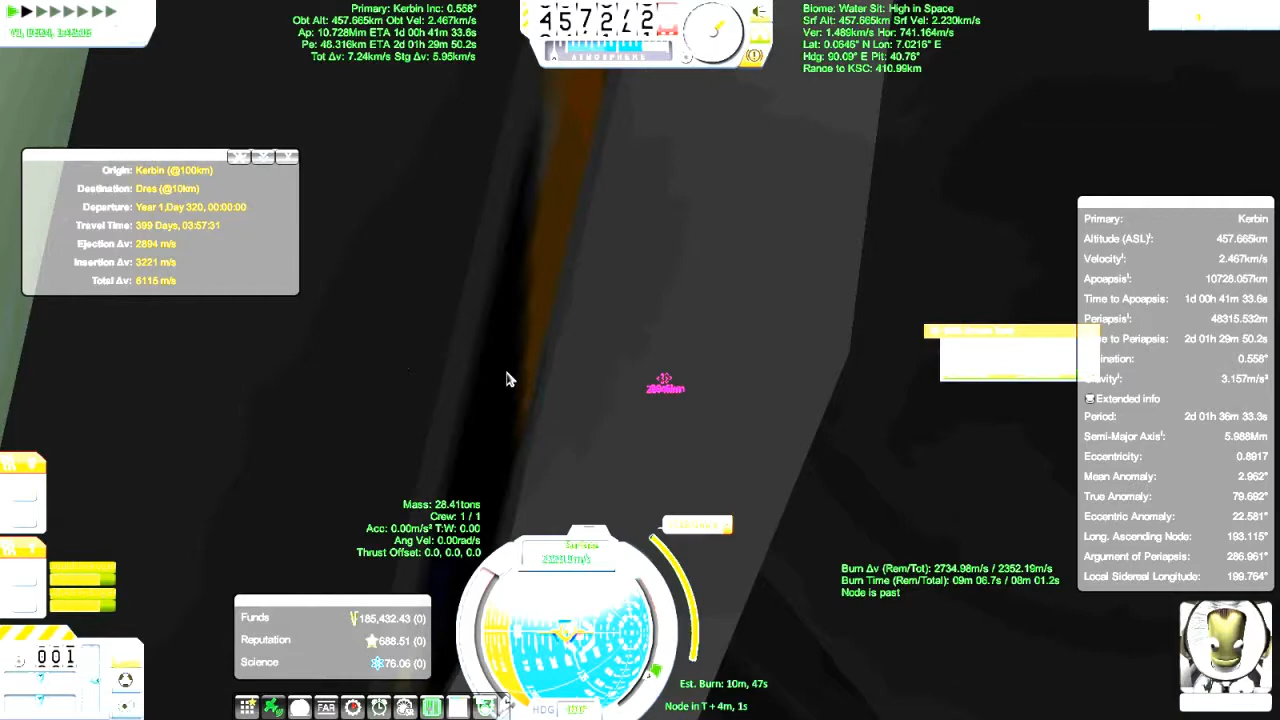 Primary: Kerbin Inc: 0.558°
Obt Alt: 457.665km Obt Vel: 2.467km/s
Ap: 10.728Mm ETA 1d 00h 41m 33.6s
Pe: 48.316km ETA 2d 01h 29m 50.2s
Tot Δv: 7.24km/s Stg Δv: 5.95km/s
ATMOSPHERE
Biome: Water Sit: High in Space
Srf Alt: 457.665km Srf Vel: 2.230km/s
Ver: 1.489km/s Hor: 741.164m/s
Lat: 0.0646° N Lon: 7.0216° E
Hdg: 90.09° E Pit: 40.76°
Range to KSC: 410.99km
Origin: Kerbin (@100km)
Destination: Dres (@10km)
Departure: Year 1,Day 320, 00:00:00
Travel Time: 399 Days, 03:57:31
Ejection Δv: 2894 m/s
Insertion Δv: 3221 m/s
Total Δv: 6115 m/s
Primary: Kerbin
Altitude (ASL): 457.665km
Velocity: 2.467km/s
Apoapsis: 10728.057km
Time to Apoapsis: 1d 00h 41m 33.6s
Periapsis: 48315.532m
to Periapsis: 2d 01h 29m 50.2s
3.157m/s²
0.558°
Extended info
Period: 2d 01h 36m 33.3s
Semi-Major Axis: 5.988Mm
Eccentricity: 0.8917
Mean Anomaly: 2.962°
True Anomaly: 79.692°
Eccentric Anomaly: 22.581°
Long. Ascending Node: 193.115°
Argument of Periapsis: 286.961°
Local Sidereal Longitude: 199.764°
Mass: 28.41tons
Crew: 1 / 1
Acc: 0.00m/s² T:W: 0.00
Ang Vel: 0.00rad/s
Thrust Offset: 0.0, 0.0, 0.0
Burn Δv (Rem/Tot): 2734.98m/s / 2352.19m/s
Burn Time (Rem/Total): 09m 06.7s / 08m 01.2s
Node is past
Funds 185,432.43 (0)
Reputation 688.51 (0)
Science 76.06 (0)
001
FAR
HDG
Est. Burn: 10m, 47s
Node in T + 4m, 1s